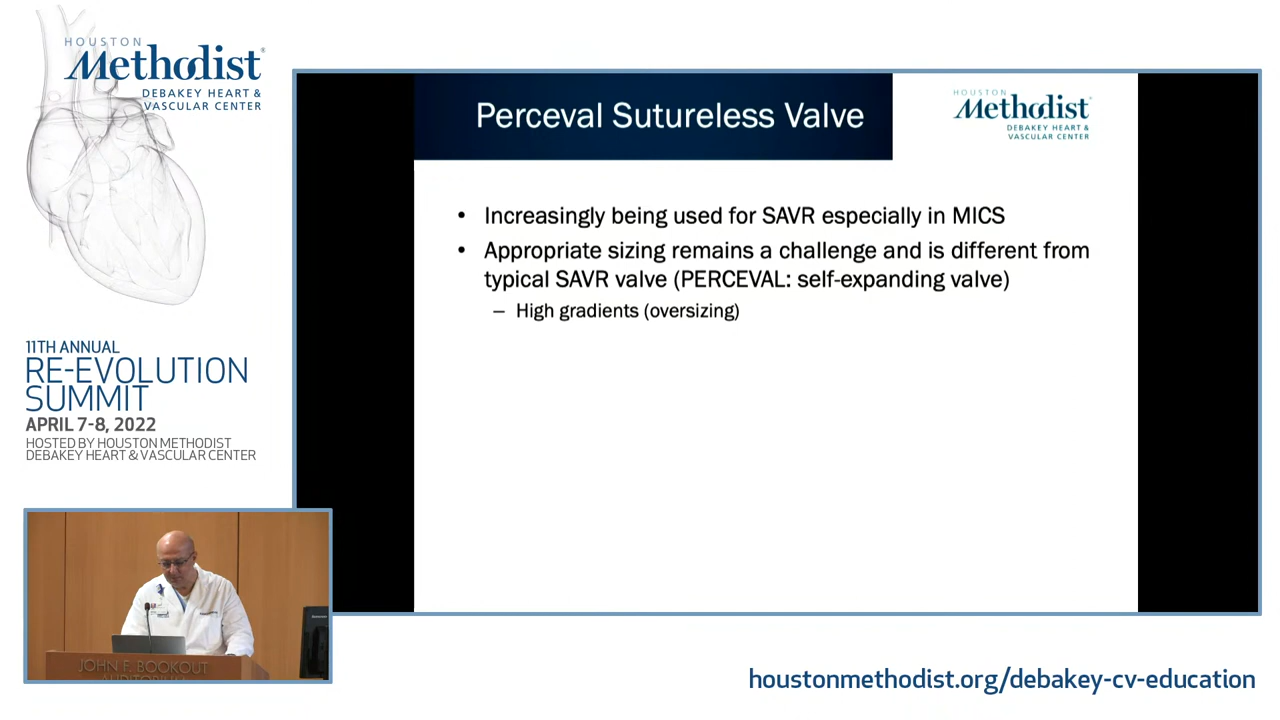 HOUSTON
Methodist
DEBAKEY HEART &
VASCULAR CENTER
11TH ANNUAL
RE-EVOLUTION
SUMMIT
APRIL 7-8, 2022
HOSTED BY HOUSTON METHODIST
DEBAKEY HEART & VASCULAR CENTER
Perceval Sutureless Valve
HOUSTON
Methodist
DEBAKEY HEART &
VASCULAR CENTER
• Increasingly being used for SAVR especially in MICS
• Appropriate sizing remains a challenge and is different from
typical SAVR valve (PERCEVAL: self-expanding valve)
– High gradients (oversizing)
JOHN F. BOOKOUT
AUDITORIUM
houstonmethodist.org/debakey-cv-education